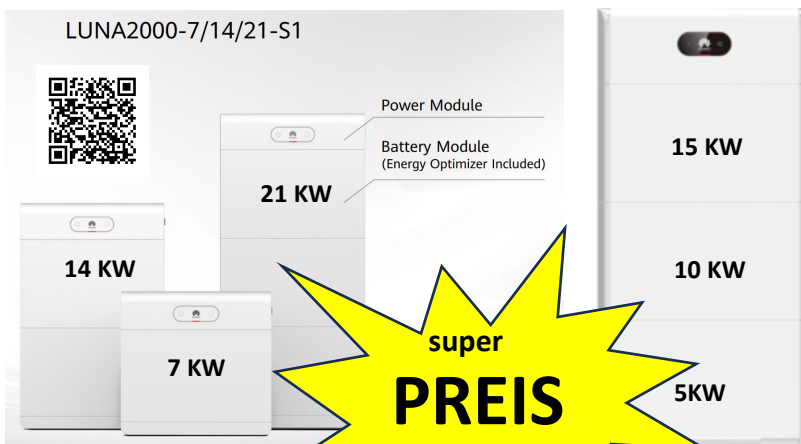 LUNA2000-7/14/21-S1
Power Module
Battery Module
(Energy Optimizer Included)
21 KW
14 KW
7 KW
15 KW
10 KW
5KW
super
PREIS